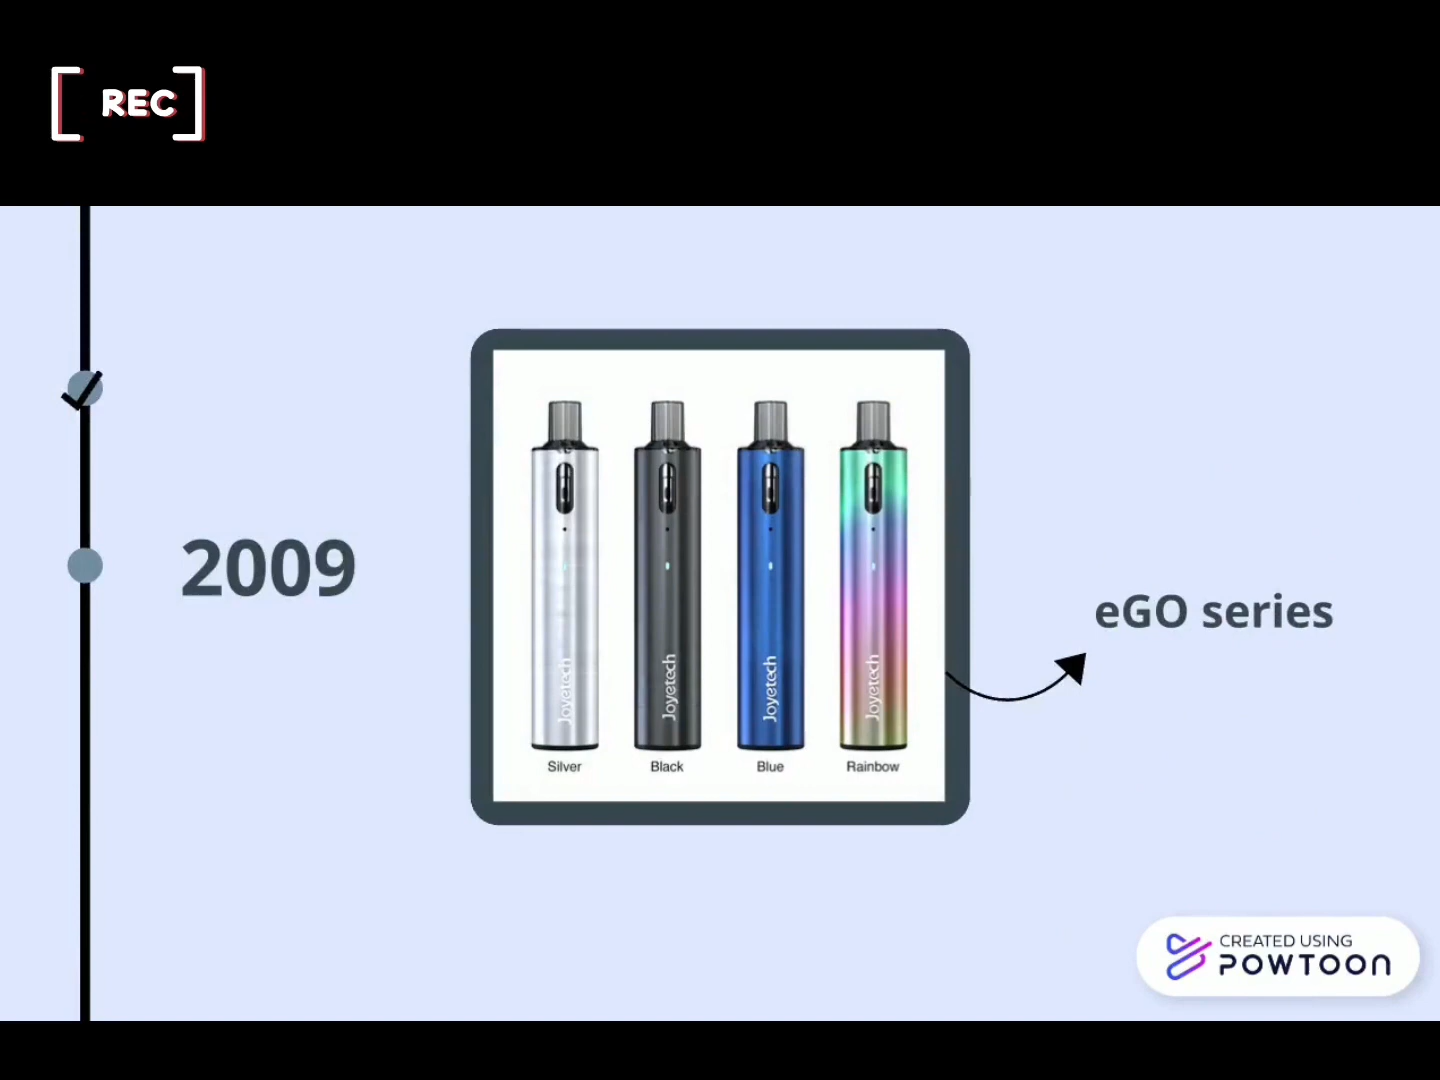 REC
2009
eGO series
Joyetech
Joyetech
Joyetech
Joyetech
Silver
Black
Blue
Rainbow
CREATED USING
POWTOON